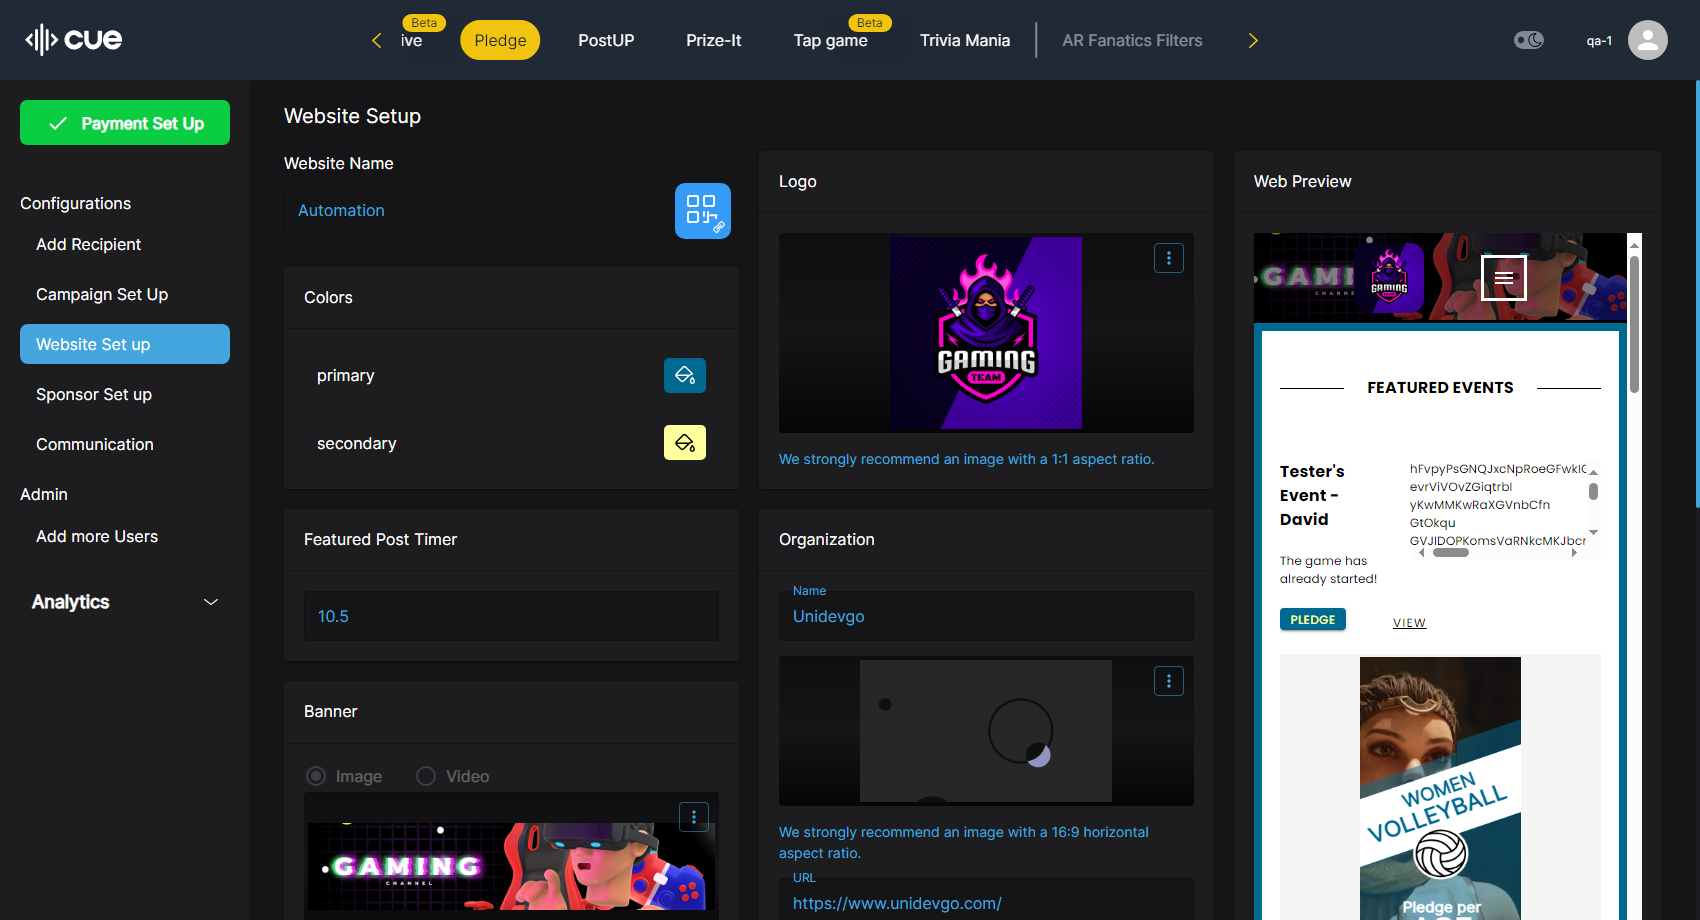 cue
ive
Beta
Pledge
PostUP
Prize-It
Tap game
Beta
Trivia Mania
AR Fanatics Filters
qa-1
Payment Set Up
Configurations
Add Recipient
Campaign Set Up
Website Set up
Sponsor Set up
Communication
Admin
Add more Users
Analytics
Website Setup
Website Name
Automation
Colors
primary
secondary
Featured Post Timer
10.5
Banner
Image
Video
GAMING
CHANNEL
Logo
GAMING
TEAM
We strongly recommend an image with a 1:1 aspect ratio.
Organization
Name
Unidevgo
We strongly recommend an image with a 16:9 horizontal
aspect ratio.
URL
https://www.unidevgo.com/
Web Preview
GAMI
CHANN
GAMING
TEAM
FEATURED EVENTS
Tester's
Event -
David
hFvpyPsGNQJxcNpRoeGFwkI
evrViVOvZGiqtrbI
yKwMMKwRaXGVnbCfn
GtOkqu
GVJIDOPKomsVaRNkcMKJbcr
The game has
already started!
PLEDGE
VIEW
WOMEN
VOLLEYBALL
Pledge per